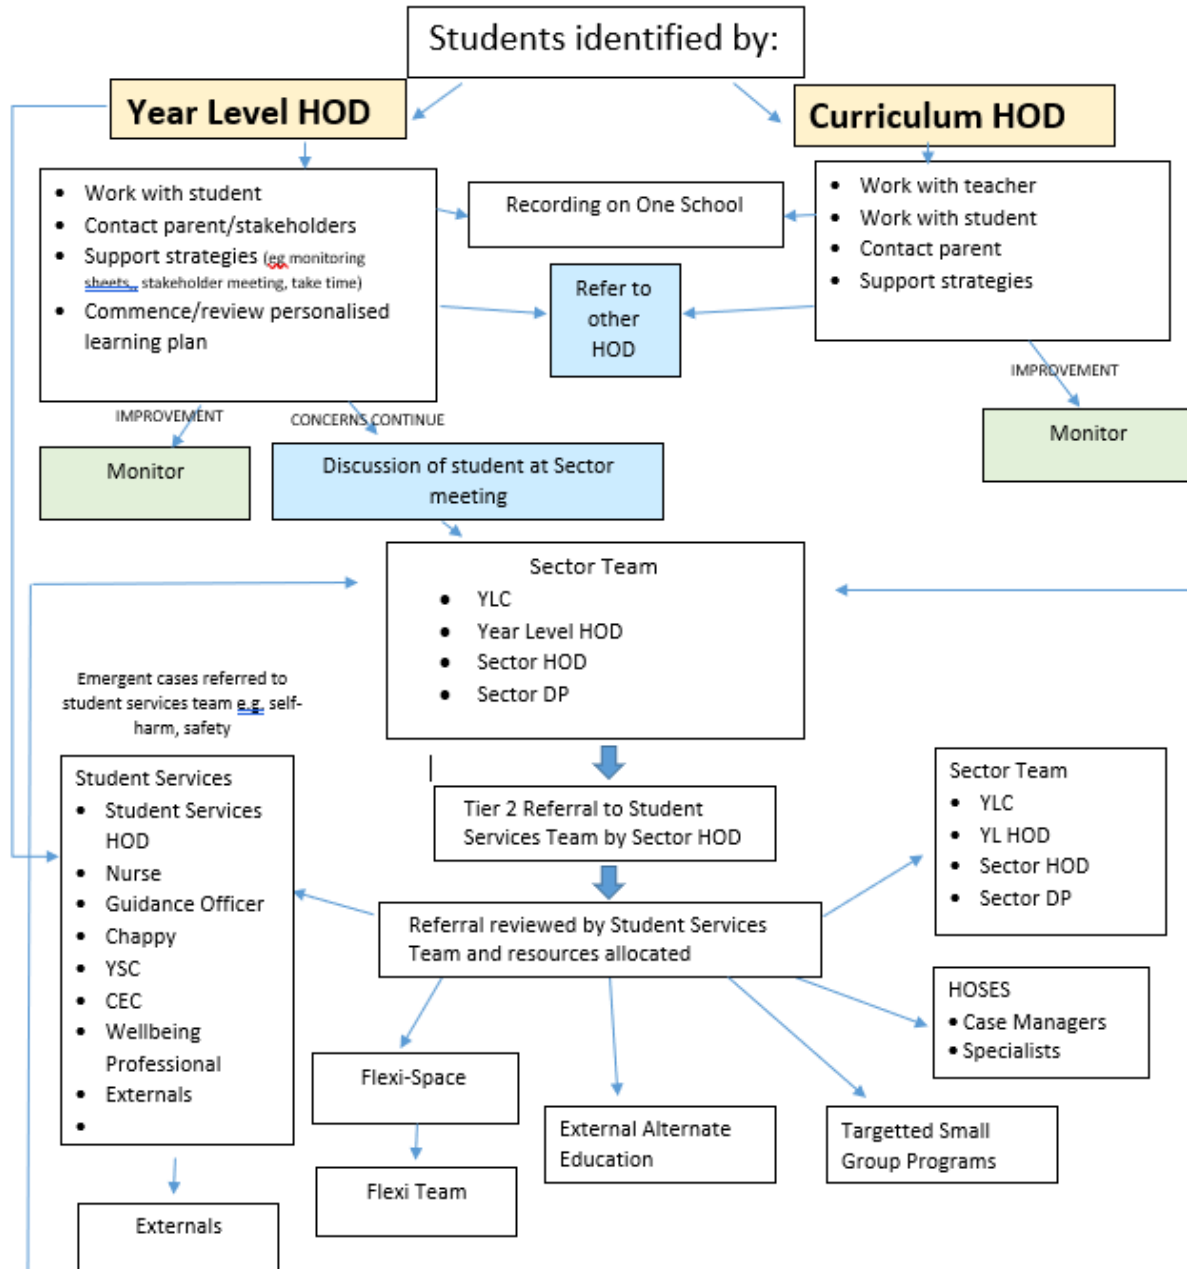 Students identified by:
Year Level HOD
Curriculum HOD
• Work with student
• Contact parent/stakeholders
• Support strategies (eg monitoring
sheets,, stakeholder meeting, take time)
• Commence/review personalised
learning plan
Recording on One School
• Work with teacher
• Work with student
• Contact parent
• Support strategies
Refer to
other
HOD
IMPROVEMENT
CONCERNS CONTINUE
IMPROVEMENT
Monitor
Discussion of student at Sector
meeting
Monitor
Sector Team
• YLC
• Year Level HOD
• Sector HOD
• Sector DP
Emergent cases referred to
student services team e.g. self-
harm, safety
Student Services
• Student Services
HOD
• Nurse
• Guidance Officer
• Chappy
• YSC
• CEC
• Wellbeing
Professional
• Externals
•
Tier 2 Referral to Student
Services Team by Sector HOD
Sector Team
• YLC
• YL HOD
• Sector HOD
• Sector DP
Referral reviewed by Student Services
Team and resources allocated
HOSES
• Case Managers
• Specialists
Flexi-Space
External Alternate
Education
Targetted Small
Group Programs
Flexi Team
Externals